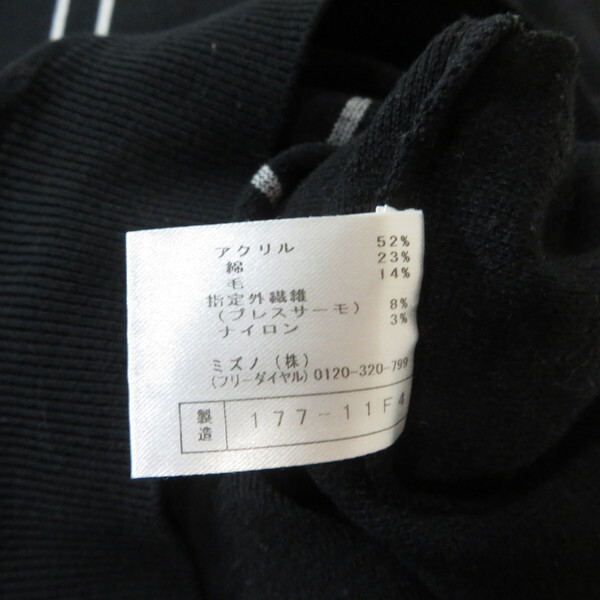 アクリル 52%
綿 23%
毛 14%
指定外繊維
(ブレスサーモ) 8%
ナイロン 3%
ミズノ(株)
(フリーダイヤル)0120-320-799
製造 177-11F4